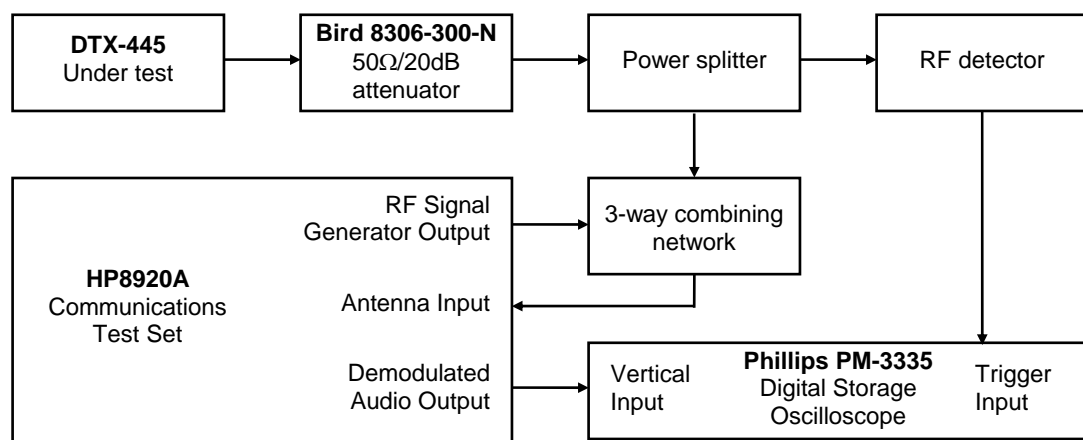 DTX-445
Under test
Bird 8306-300-N
50Ω/20dB
attenuator
Power splitter
RF detector
RF Signal
Generator Output
3-way combining
network
HP8920A
Communications
Test Set
Antenna Input
Demodulated
Audio Output
Vertical
Input
Phillips PM-3335
Digital Storage
Oscilloscope
Trigger
Input